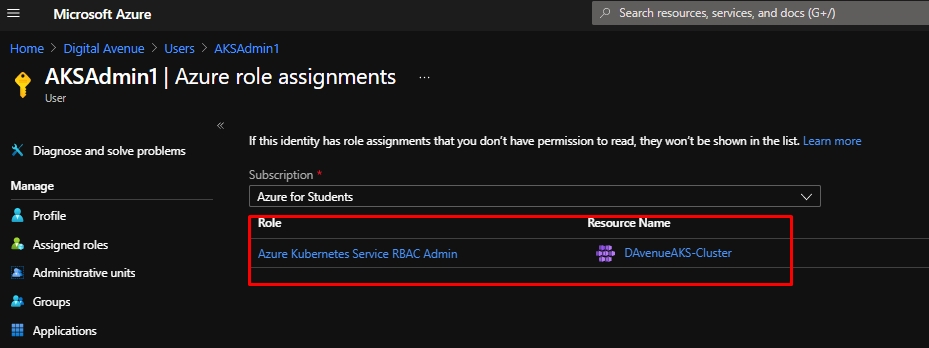 Microsoft Azure
Search resources, services, and docs (G+/)
Home > Digital Avenue > Users > AKSAdmin1
AKSAdmin1 | Azure role assignments ...
User
«
Diagnose and solve problems
Manage
Profile
Assigned roles
Administrative units
Groups
Applications
If this identity has role assignments that you don't have permission to read, they won't be shown in the list. Learn more
Subscription *
Azure for Students
Role Resource Name
Azure Kubernetes Service RBAC Admin DAvenueAKS-Cluster